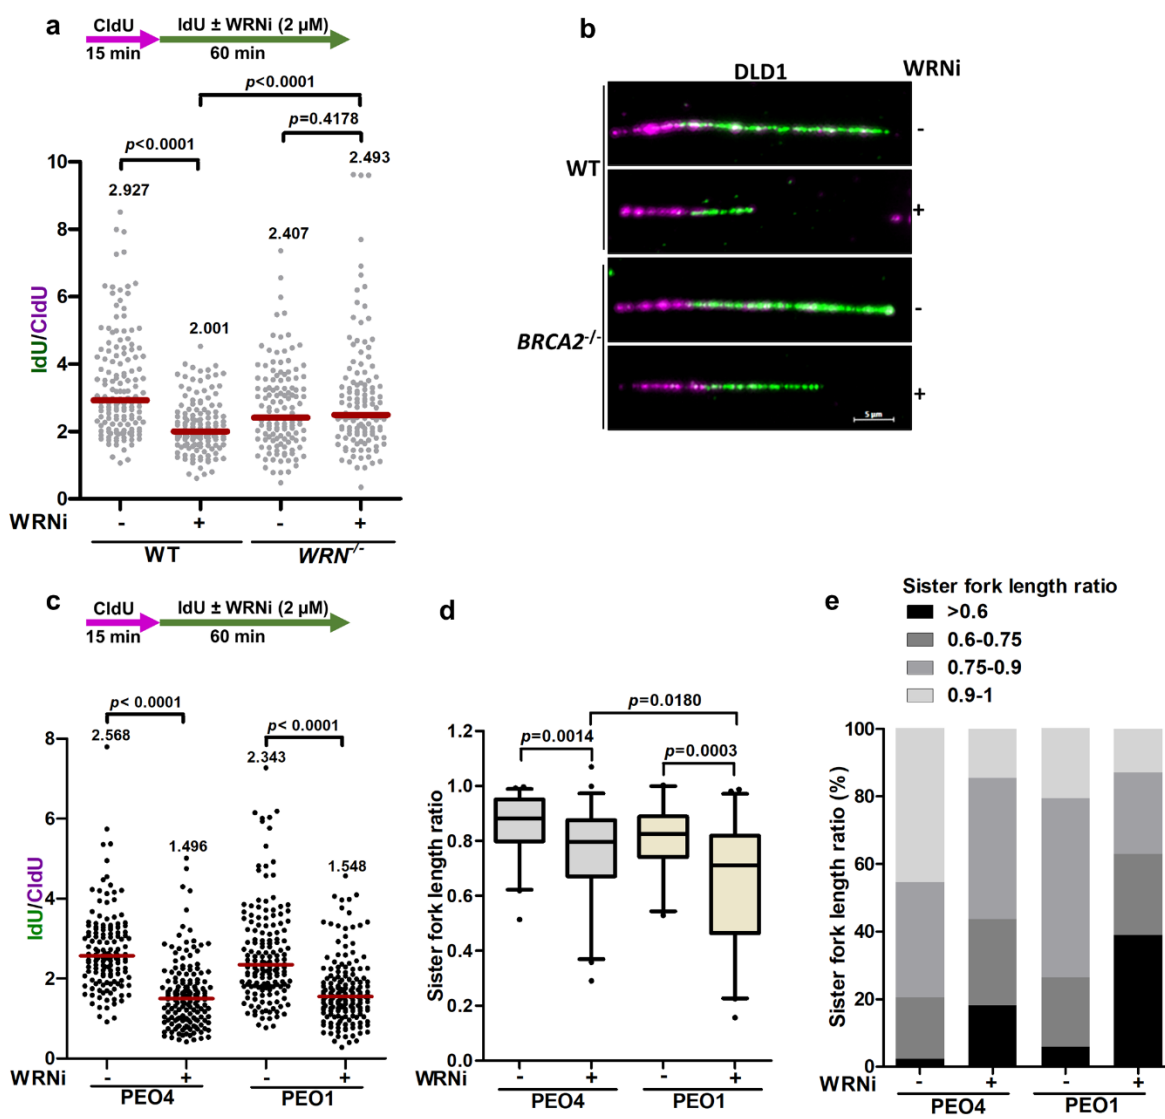 a
CldU IdU ± WRNi (2 µM)
15 min 60 min
p<0.0001
p=0.4178
p<0.0001
2.927
2.001
2.407
2.493
IdU/CldU
10
8
6
4
2
0
WRNi - + - +
WT WRN-/-
b
DLD1 WRNi
WT
-
+
BRCA2-/-
-
+
5 µm
c
CldU IdU ± WRNi (2 µM)
15 min 60 min
p< 0.0001
p< 0.0001
2.568
1.496
2.343
1.548
IdU/CldU
8
6
4
2
0
WRNi - + - +
PEO4 PEO1
d
p=0.0180
p=0.0014
p=0.0003
Sister fork length ratio
1.2
1.0
0.8
0.6
0.4
0.2
0.0
WRNi - + - +
PEO4 PEO1
e
Sister fork length ratio
>0.6
0.6-0.75
0.75-0.9
0.9-1
Sister fork length ratio (%)
100
80
60
40
20
0
WRNi - + - +
PEO4 PEO1